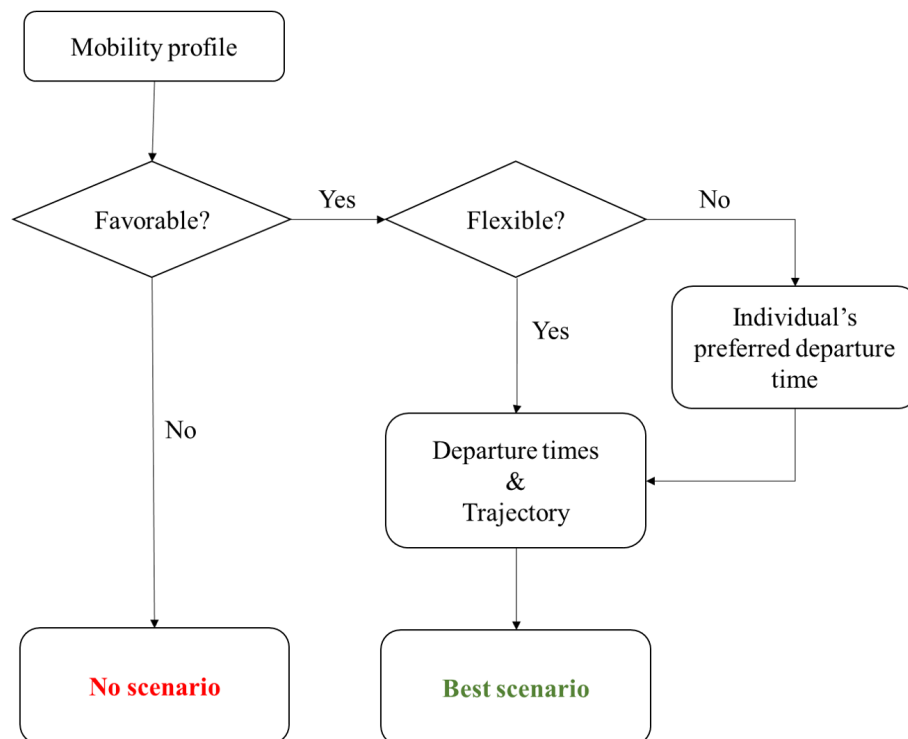 Mobility profile
Favorable?
Yes
Flexible?
No
Individual’s
preferred departure
time
Yes
No
Departure times
&
Trajectory
No scenario
Best scenario